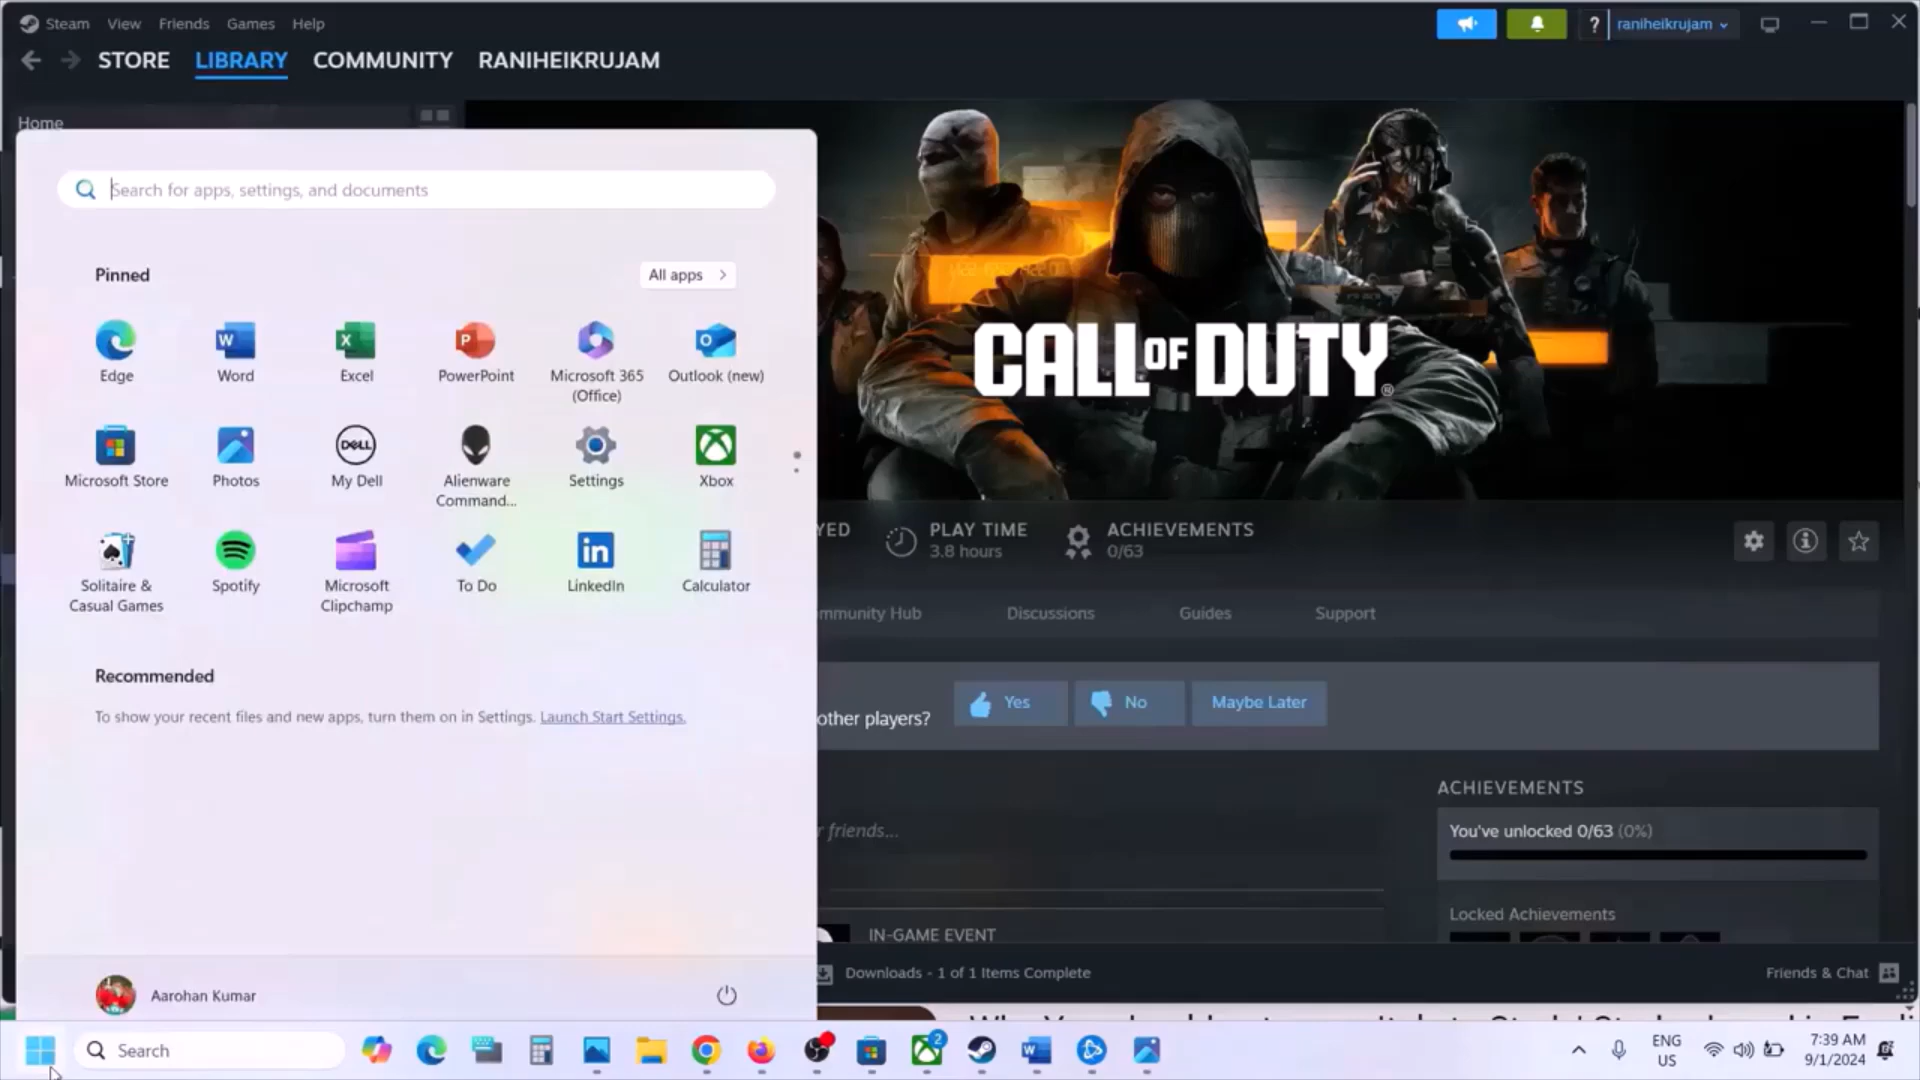 Steam View Friends Games Help
raniheikrujam
STORE LIBRARY COMMUNITY RANIHEIKRUJAM
Home
Search for apps, settings, and documents
Pinned
All apps
Edge
Word
Excel
PowerPoint
Microsoft 365
(Office)
Outlook (new)
Microsoft Store
Photos
DELL
My Dell
Alienware
Command...
Settings
Xbox
Solitaire &
Casual Games
Spotify
Microsoft
Clipchamp
To Do
LinkedIn
Calculator
Recommended
To show your recent files and new apps, turn them on in Settings. Launch Start Settings.
Aarohan Kumar
CALL OF DUTY
PLAY TIME
3.8 hours
ACHIEVEMENTS
0/63
Discussions
Guides
Support
other players?
Yes
No
Maybe Later
friends...
ACHIEVEMENTS
You've unlocked 0/63 (0%)
Locked Achievements
IN-GAME EVENT
Downloads - 1 of 1 Items Complete
Friends & Chat
Search
2
ENG
US
7:39 AM
9/1/2024